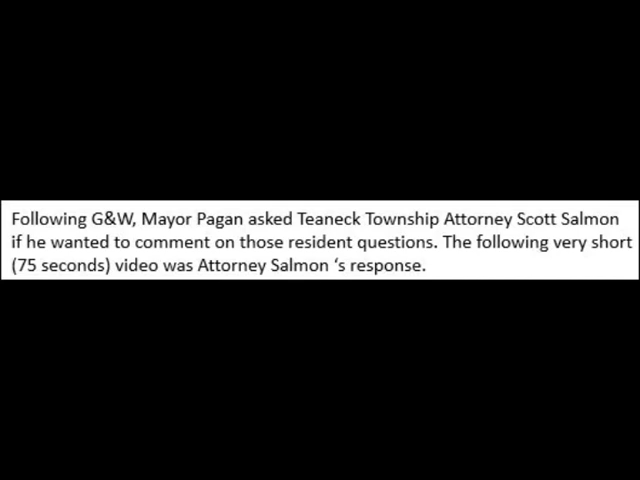 Following G&W, Mayor Pagan asked Teaneck Township Attorney Scott Salmon
if he wanted to comment on those resident questions. The following very short
(75 seconds) video was Attorney Salmon ‘s response.